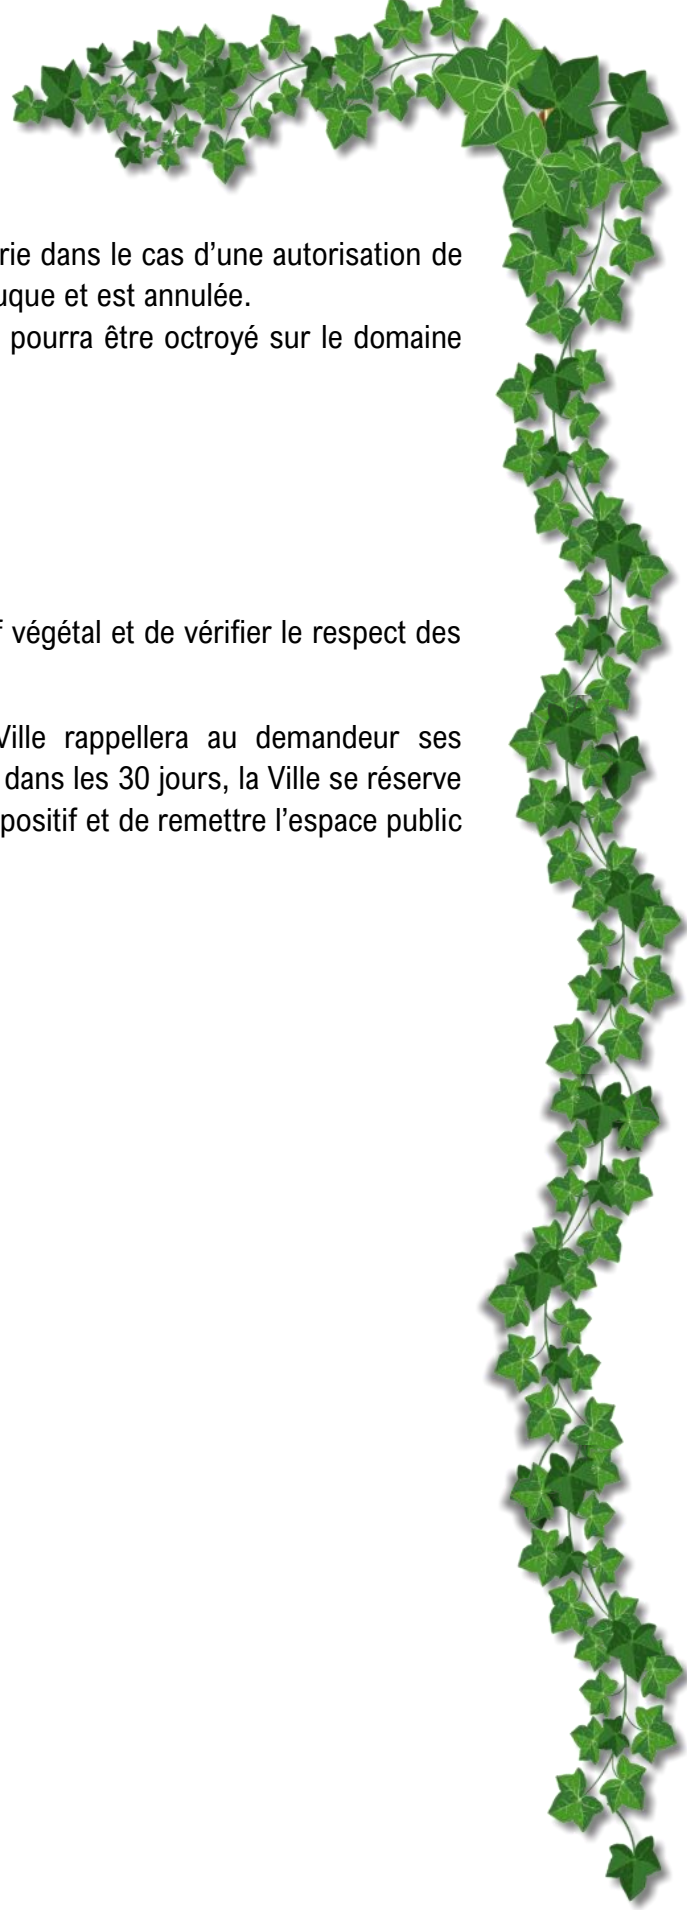 rie dans le cas d’une autorisation de
uque et est annulée.
pourra être octroyé sur le domaine
f végétal et de vérifier le respect des
Ville rappellera au demandeur ses
dans les 30 jours, la Ville se réserve
positif et de remettre l’espace public